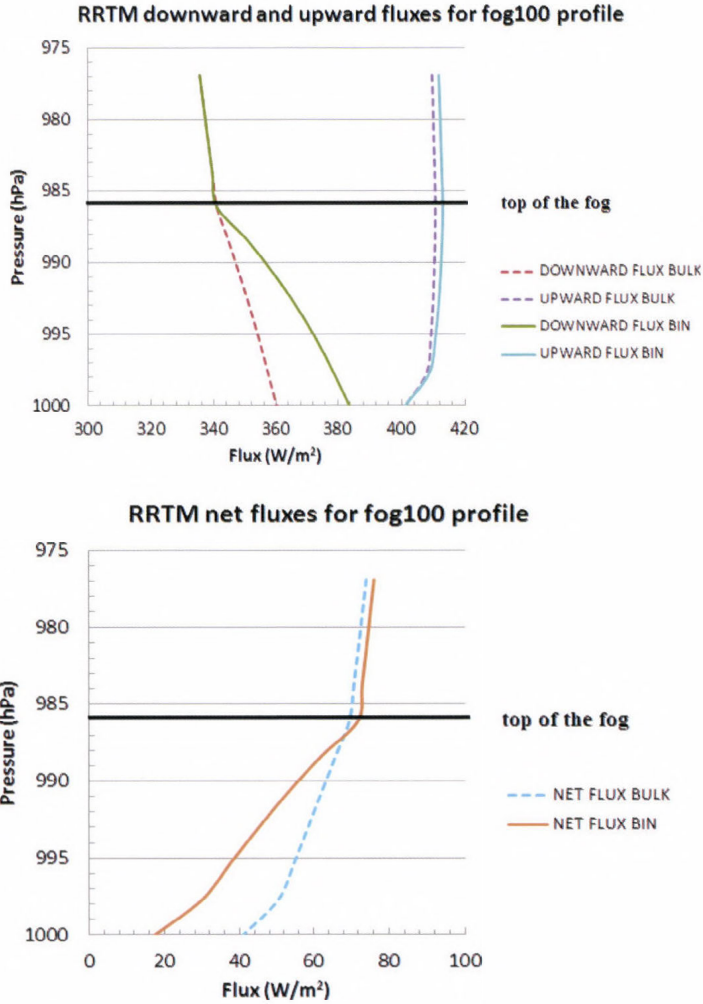 RRTM downward and upward fluxes for fog100 profile
975
980
985
990
995
1000
Pressure (hPa)
300 320 340 360 380 400 420
Flux (W/m²)
top of the fog
DOWNWARD FLUX BULK
UPWARD FLUX BULK
DOWNWARD FLUX BIN
UPWARD FLUX BIN
RRTM net fluxes for fog100 profile
975
980
985
990
995
1000
Pressure (hPa)
0 20 40 60 80 100
Flux (W/m²)
top of the fog
NET FLUX BULK
NET FLUX BIN